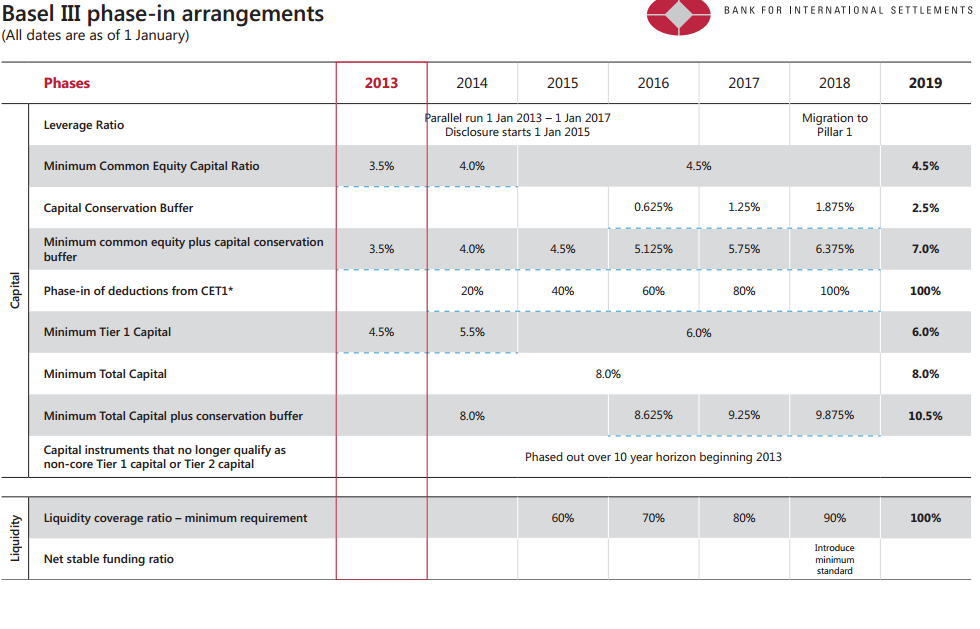 Basel III phase-in arrangements
(All dates are as of 1 January)
BANK FOR INTERNATIONAL SETTLEMENTS
Phases 2013 2014 2015 2016 2017 2018 2019
Capital
Leverage Ratio
Parallel run 1 Jan 2013 – 1 Jan 2017
Disclosure starts 1 Jan 2015
Migration to
Pillar 1
Minimum Common Equity Capital Ratio 3.5% 4.0% 4.5% 4.5%
Capital Conservation Buffer 0.625% 1.25% 1.875% 2.5%
Minimum common equity plus capital conservation
buffer
3.5% 4.0% 4.5% 5.125% 5.75% 6.375% 7.0%
Phase-in of deductions from CET1* 20% 40% 60% 80% 100% 100%
Minimum Tier 1 Capital 4.5% 5.5% 6.0% 6.0%
Minimum Total Capital 8.0% 8.0%
Minimum Total Capital plus conservation buffer 8.0% 8.625% 9.25% 9.875% 10.5%
Capital instruments that no longer qualify as
non-core Tier 1 capital or Tier 2 capital
Phased out over 10 year horizon beginning 2013
Liquidity
Liquidity coverage ratio – minimum requirement 60% 70% 80% 90% 100%
Net stable funding ratio
Introduce
minimum
standard